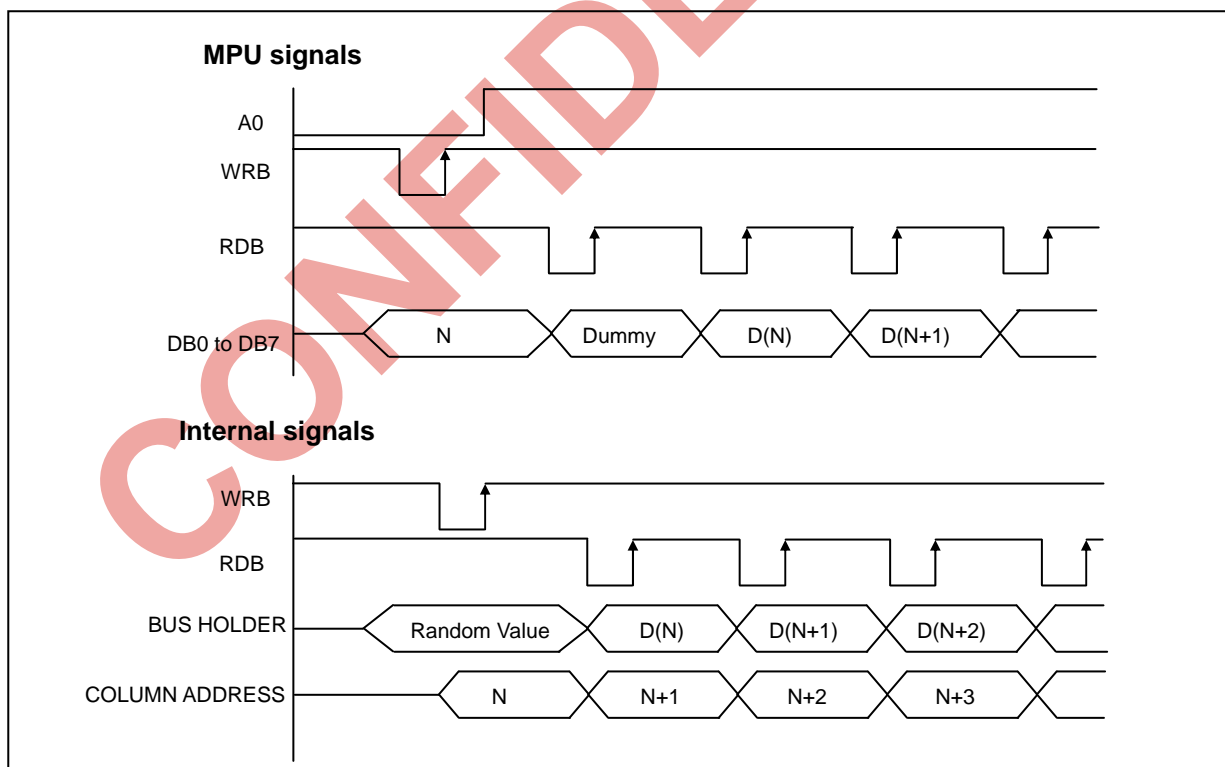 MPU signals
A0
WRB
RDB
DB0 to DB7
N
Dummy
D(N)
D(N+1)
Internal signals
WRB
RDB
BUS HOLDER
Random Value
D(N)
D(N+1)
D(N+2)
COLUMN ADDRESS
N
N+1
N+2
N+3
CONFIDE